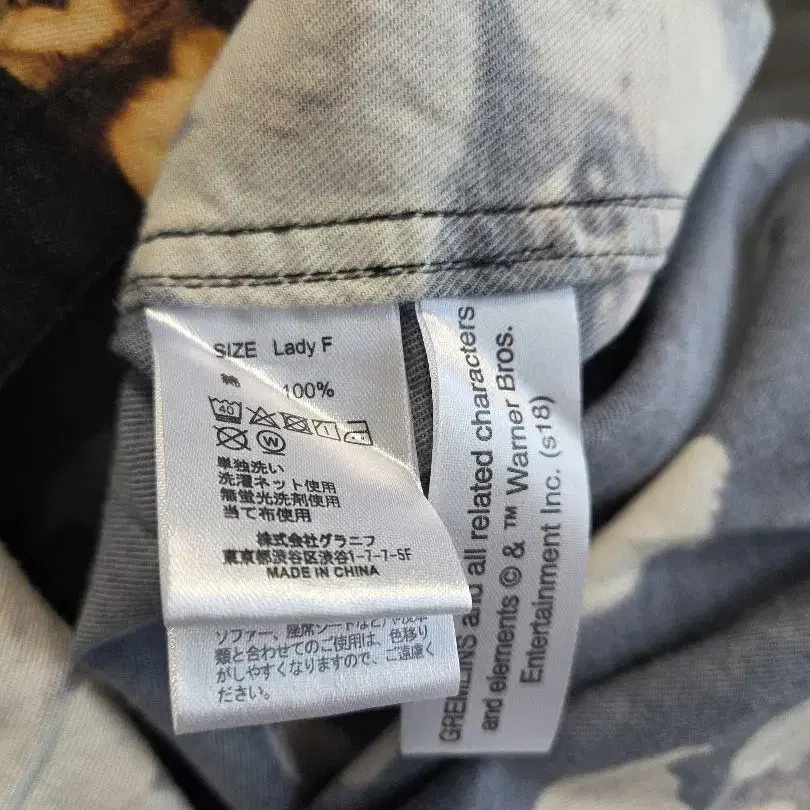 SIZE Lady F
綿 100%
40
W
単独洗い
洗濯ネット使用
無蛍光洗剤使用
当て布使用
株式会社グラニフ
東京都渋谷区渋谷1-7-7-5F
MADE IN CHINA
ソファー、座席シートなど
類と合わせてのご使用は、色移り
がしやすくなりますので、ご遠慮く
ださい。
GREMLINS and all related characters
and elements © & ™ Warner Bros.
Entertainment Inc. (s18)